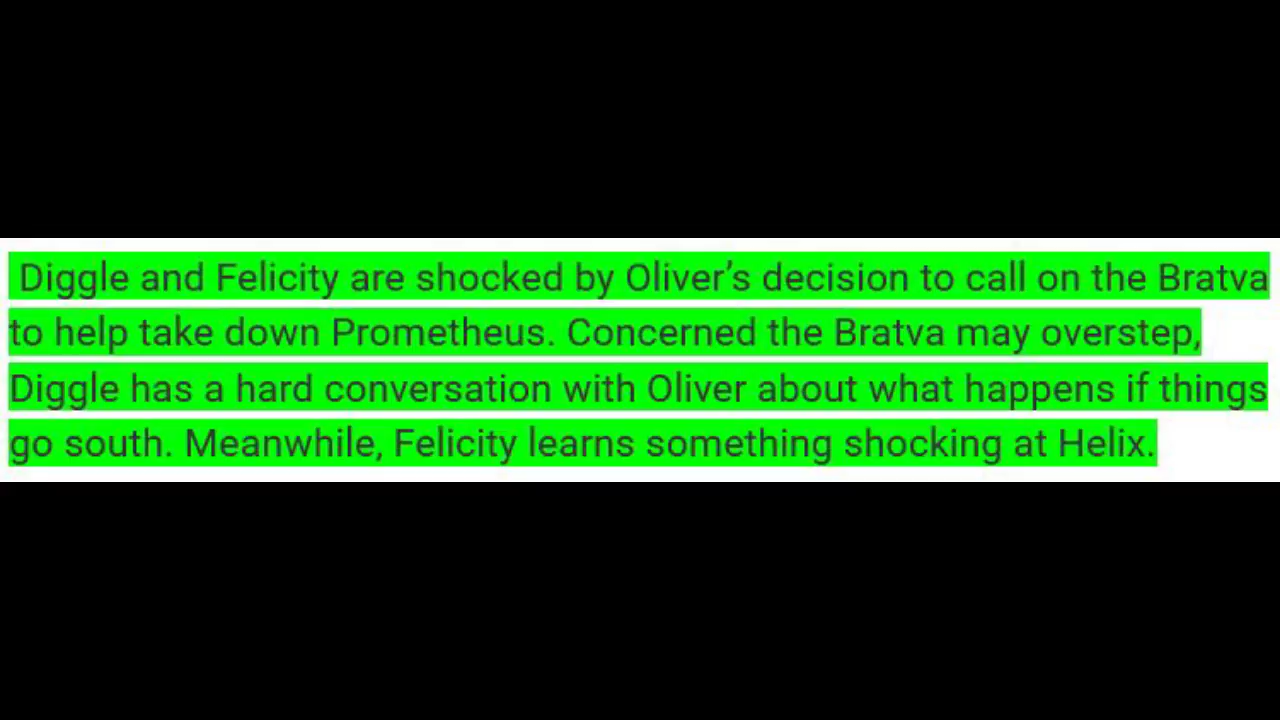 Diggle and Felicity are shocked by Oliver’s decision to call on the Bratva
to help take down Prometheus. Concerned the Bratva may overstep,
Diggle has a hard conversation with Oliver about what happens if things
go south. Meanwhile, Felicity learns something shocking at Helix.